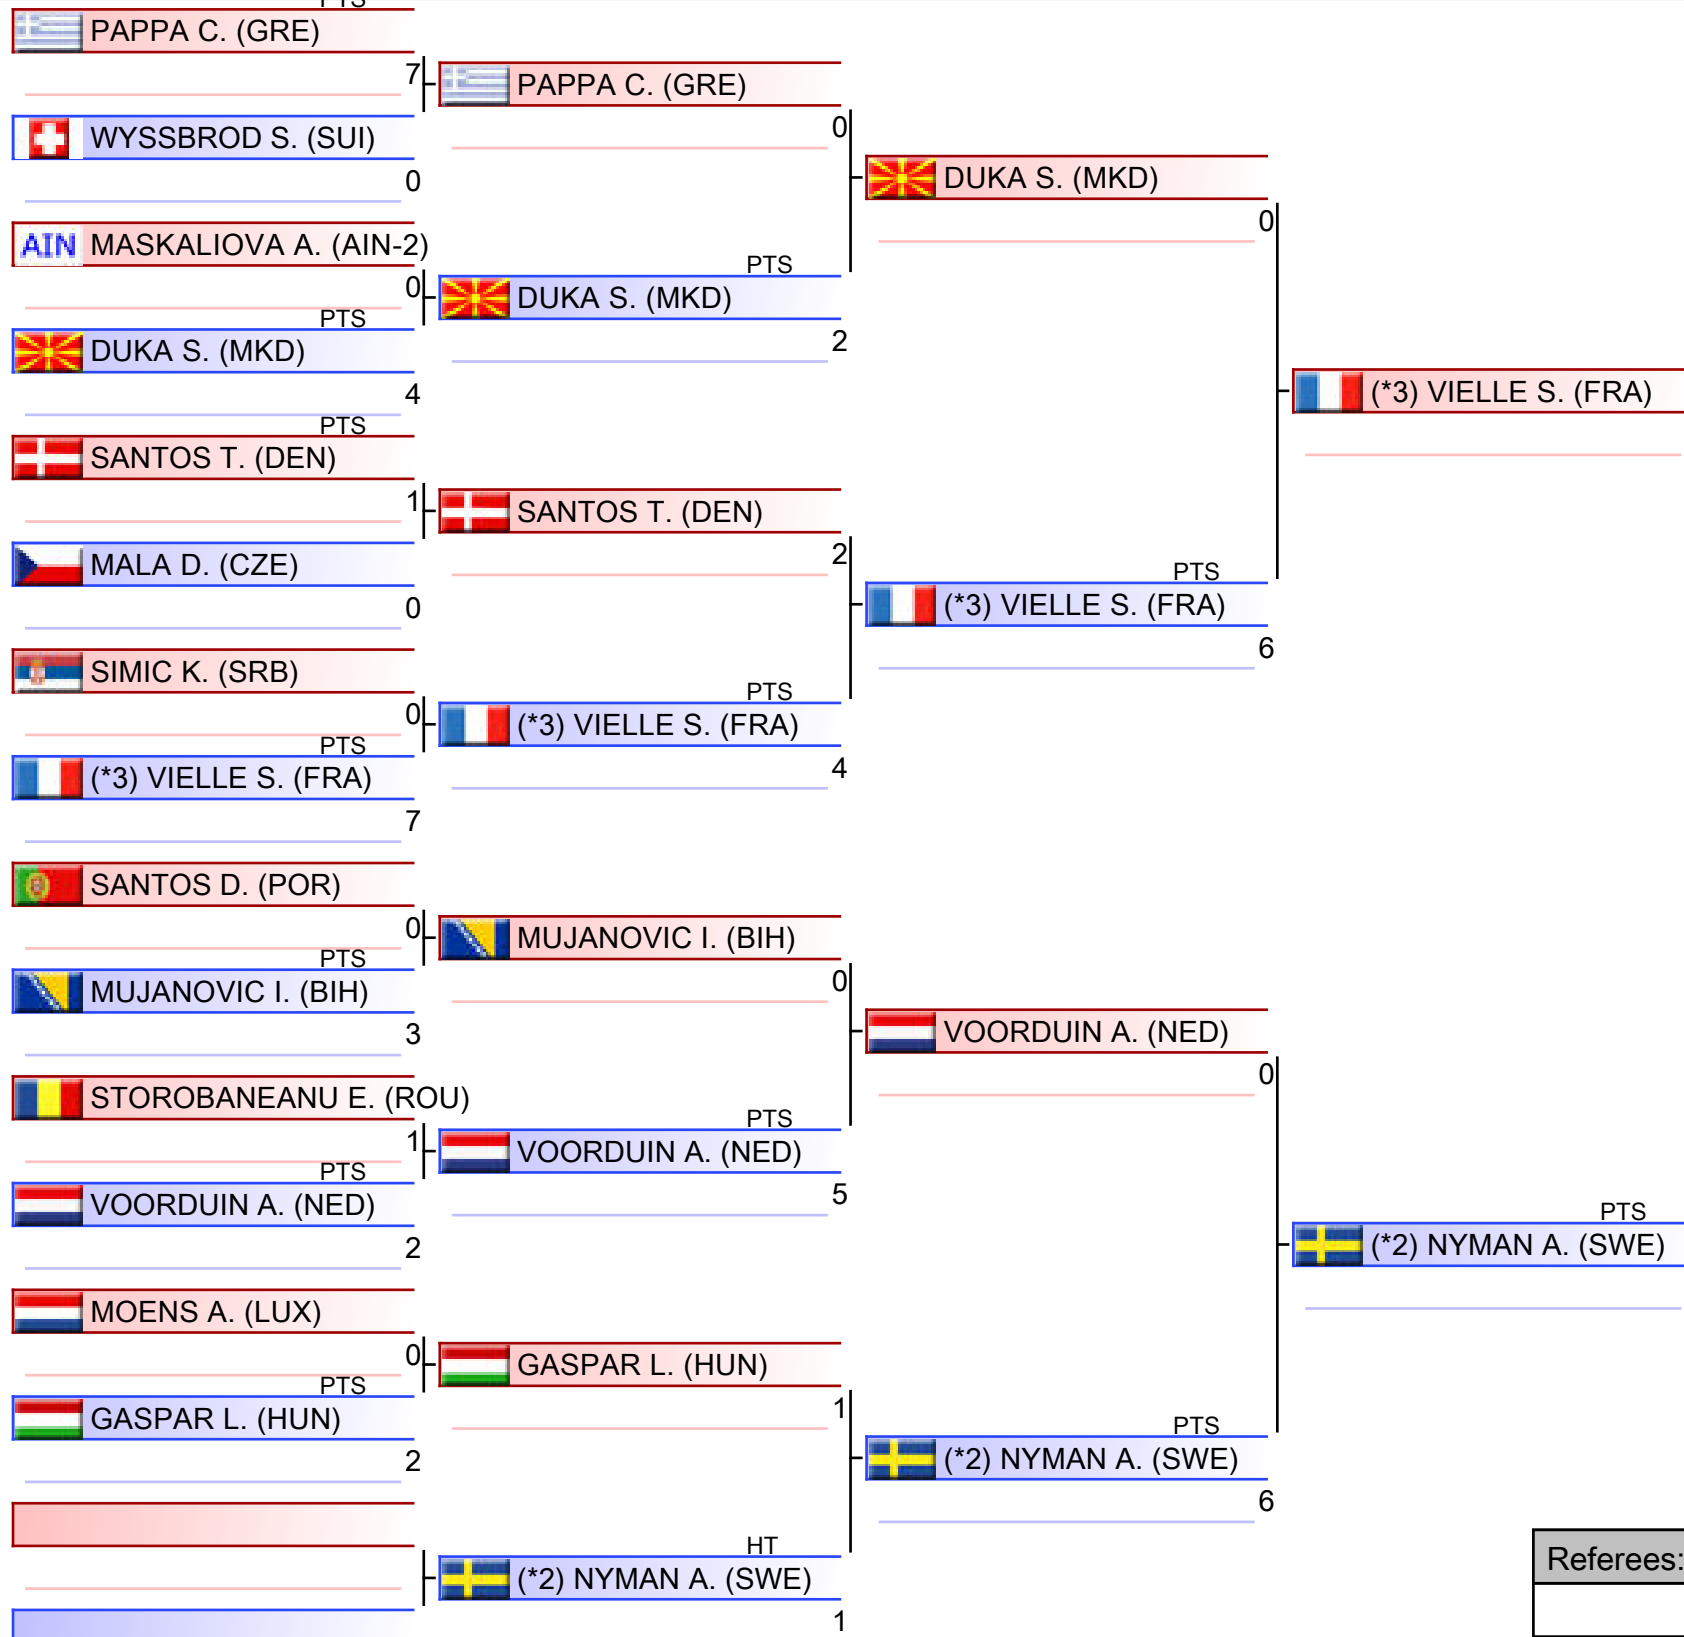 PTS
PAPPA C. (GRE)
7
WYSSBROD S. (SUI)
0
AIN MASKALIOVA A. (AIN-2)
0
PTS
DUKA S. (MKD)
4
PTS
SANTOS T. (DEN)
1
MALA D. (CZE)
0
SIMIC K. (SRB)
0
PTS
(*3) VIELLE S. (FRA)
7
SANTOS D. (POR)
0
PTS
MUJANOVIC I. (BIH)
3
STOROBANEANU E. (ROU)
1
PTS
VOORDUIN A. (NED)
2
MOENS A. (LUX)
0
PTS
GASPAR L. (HUN)
2
PAPPA C. (GRE)
0
PTS
DUKA S. (MKD)
2
SANTOS T. (DEN)
2
PTS
(*3) VIELLE S. (FRA)
4
MUJANOVIC I. (BIH)
0
PTS
VOORDUIN A. (NED)
5
GASPAR L. (HUN)
1
HT
(*2) NYMAN A. (SWE)
1
DUKA S. (MKD)
0
PTS
(*3) VIELLE S. (FRA)
6
VOORDUIN A. (NED)
0
PTS
(*2) NYMAN A. (SWE)
6
(*3) VIELLE S. (FRA)
PTS
(*2) NYMAN A. (SWE)
Referees: